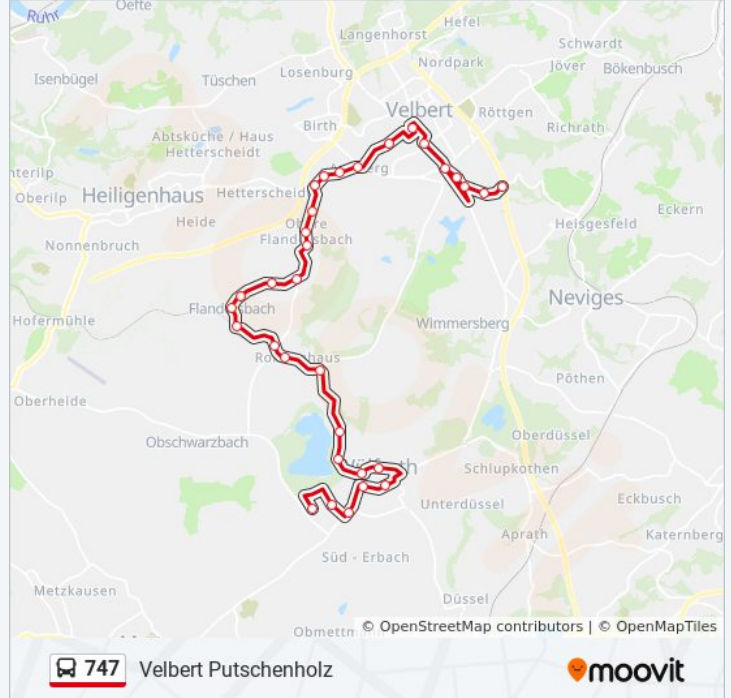 Ruhr
Oefte
Hefel
Langenhorst
Schwardt
Nordpark
Jöver
Bökenbusch
Isenbügel
Tüschen
Losenburg
Velbert
Röttgen
Birth
Richrath
Abtsküche / Haus
Hetterscheidt
Oberilp
Heiligenhaus
Heide
Flandersbach
Eckern
Heisgesfeld
Nonnenbruch
Neviges
Hofermühle
Wimmersberg
Pöthen
Oberheide
Obschwarzbach
Oberdüssel
Schlupkothen
Unterdüssel
Eckbusch
Aprath
Katernberg
Süd - Erbach
Metzkausen
Düssel
© OpenStreetMap contributors | © OpenMapTiles
747 Velbert Putschenholz
moovit